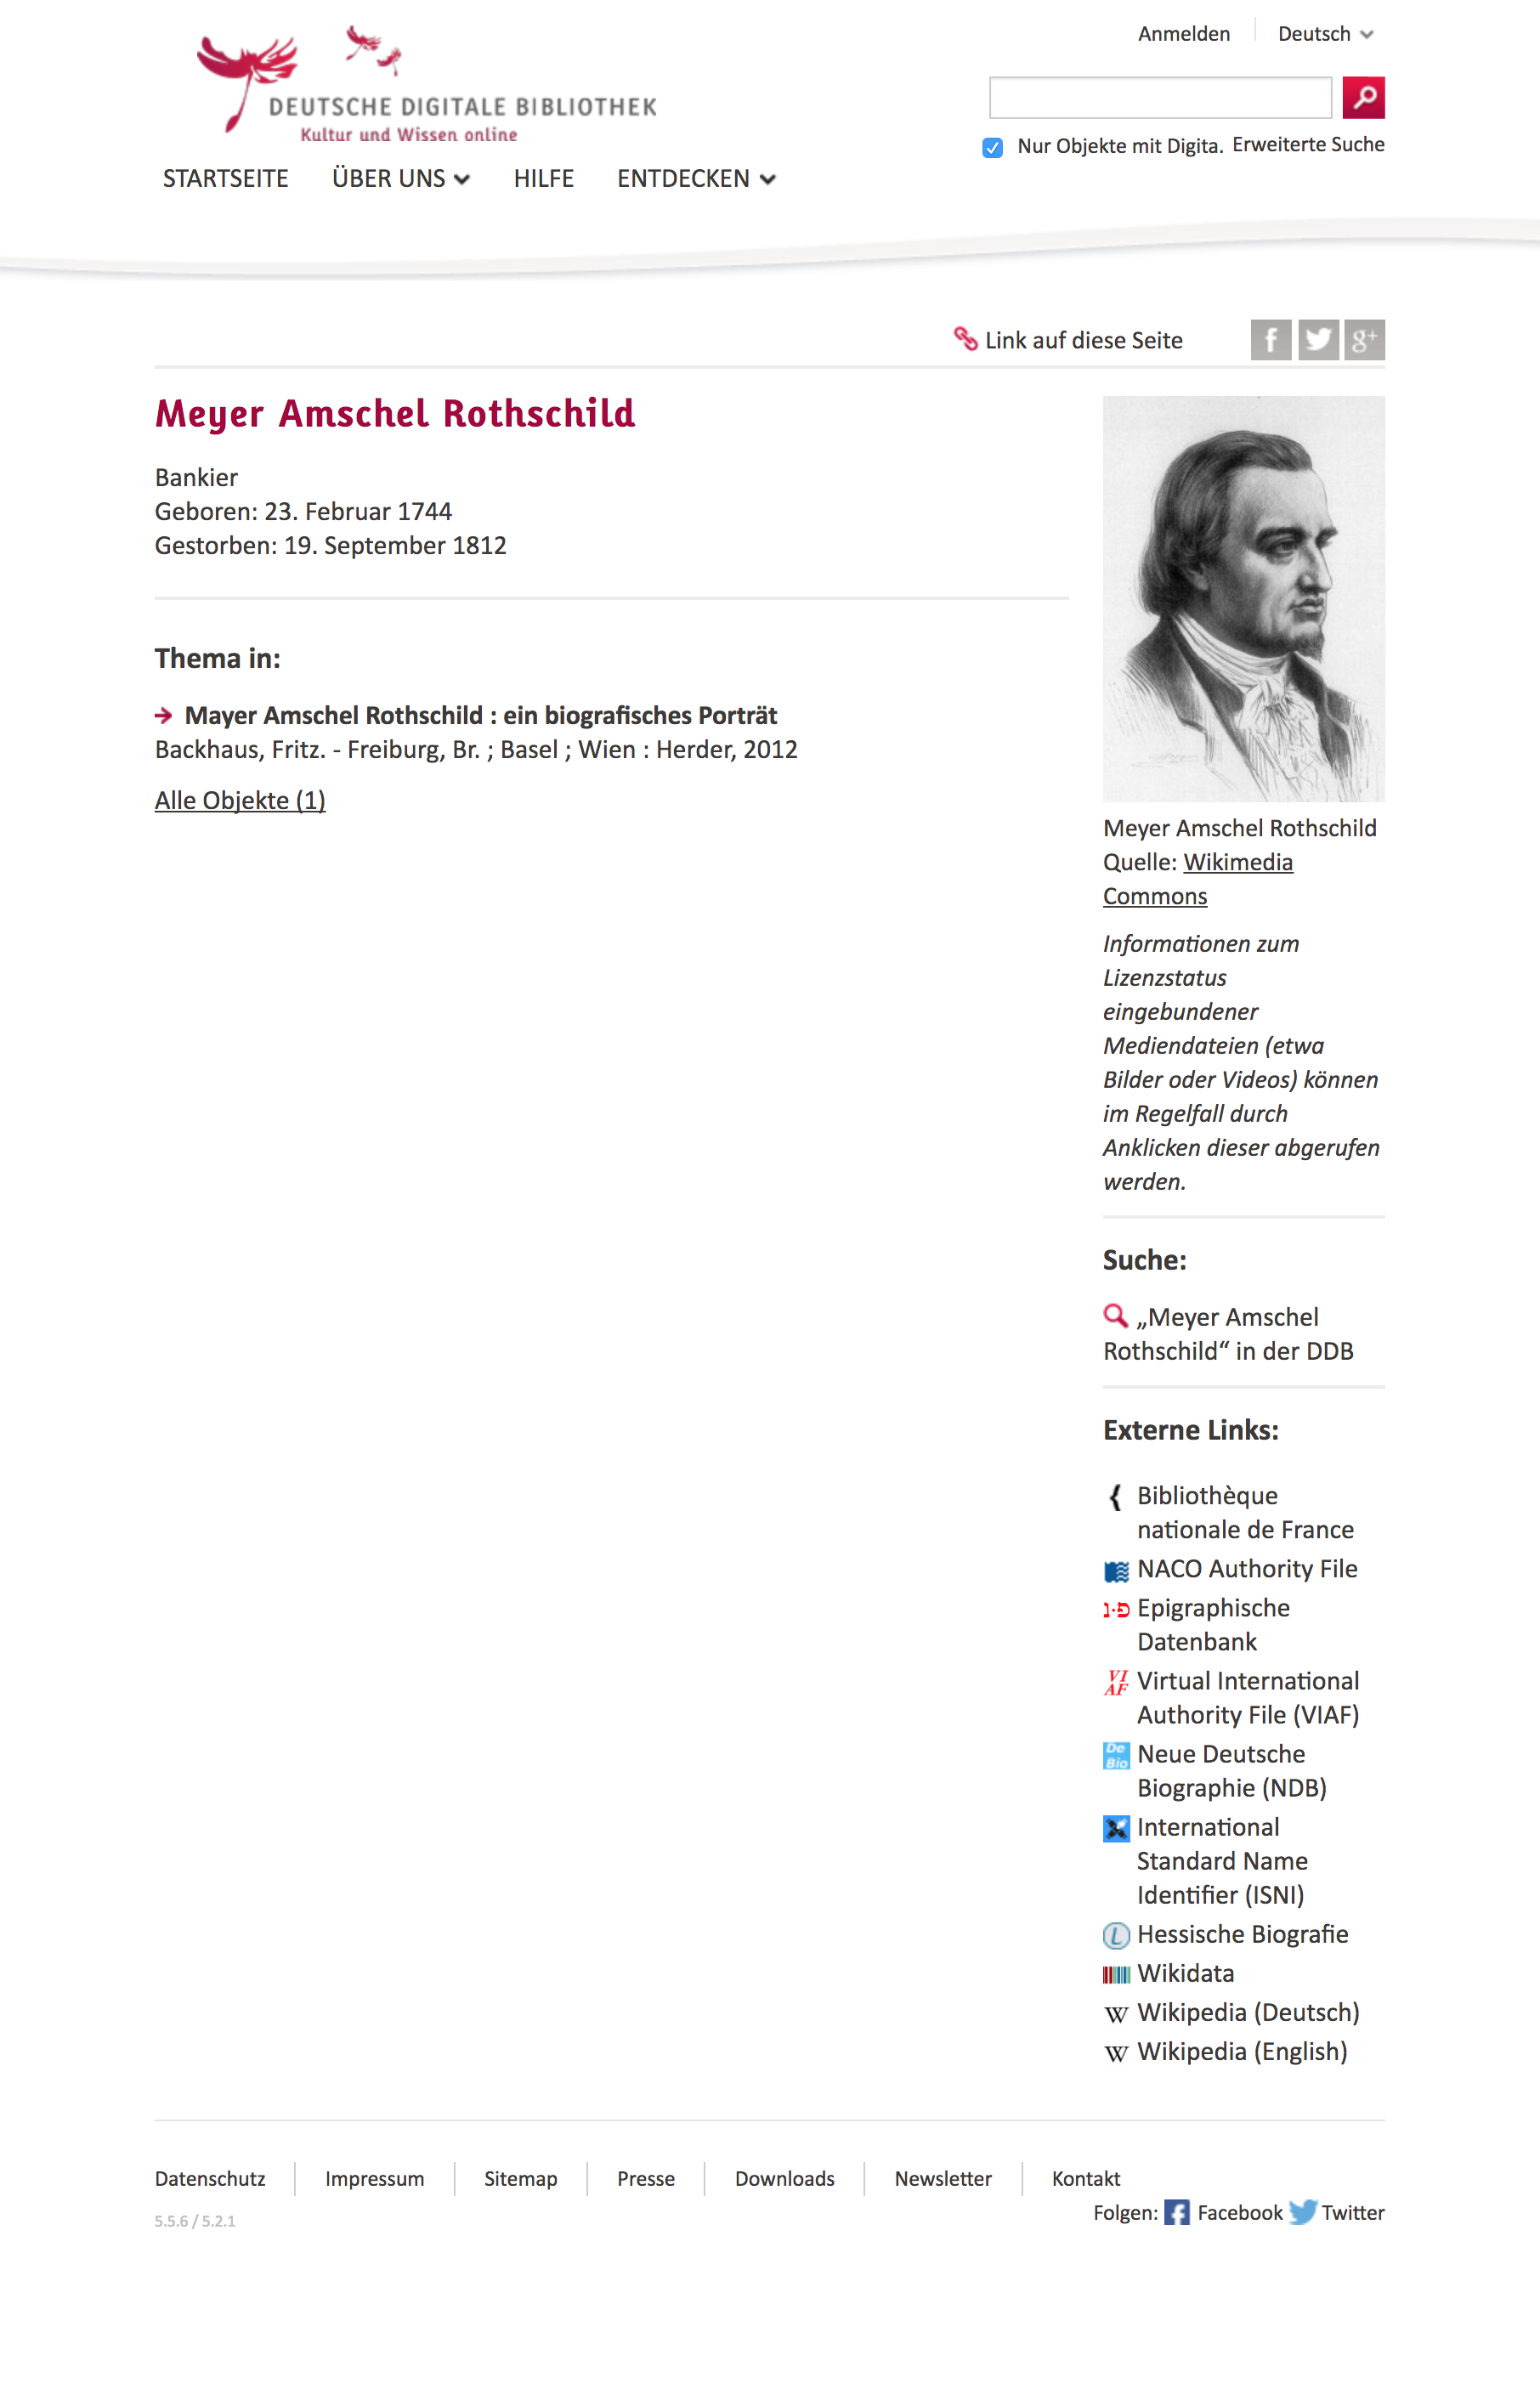 Anmelden
Deutsch
DEUTSCHE DIGITALE BIBLIOTHEK
Kultur und Wissen online
Nur Objekte mit Digita.
Erweiterte Suche
STARTSEITE
ÜBER UNS
HILFE
ENTDECKEN
Link auf diese Seite
f
g+
Meyer Amschel Rothschild
Bankier
Geboren: 23. Februar 1744
Gestorben: 19. September 1812
Thema in:
Mayer Amschel Rothschild : ein biografisches Porträt
Backhaus, Fritz. - Freiburg, Br. ; Basel ; Wien : Herder, 2012
Alle Objekte (1)
Meyer Amschel Rothschild
Quelle: Wikimedia
Commons
Informationen zum
Lizenzstatus
eingebundener
Mediendateien (etwa
Bilder oder Videos) können
im Regelfall durch
Anklicken dieser abgerufen
werden.
Suche:
„Meyer Amschel
Rothschild“ in der DDB
Externe Links:
Bibliothèque
nationale de France
NACO Authority File
פ·נ
Epigraphische
Datenbank
VI
AF
Virtual International
Authority File (VIAF)
De
Bio
Neue Deutsche
Biographie (NDB)
International
Standard Name
Identifier (ISNI)
L
Hessische Biografie
Wikidata
W Wikipedia (Deutsch)
W Wikipedia (English)
Datenschutz
Impressum
Sitemap
Presse
Downloads
Newsletter
Kontakt
5.5.6 / 5.2.1
Folgen: f Facebook Twitter